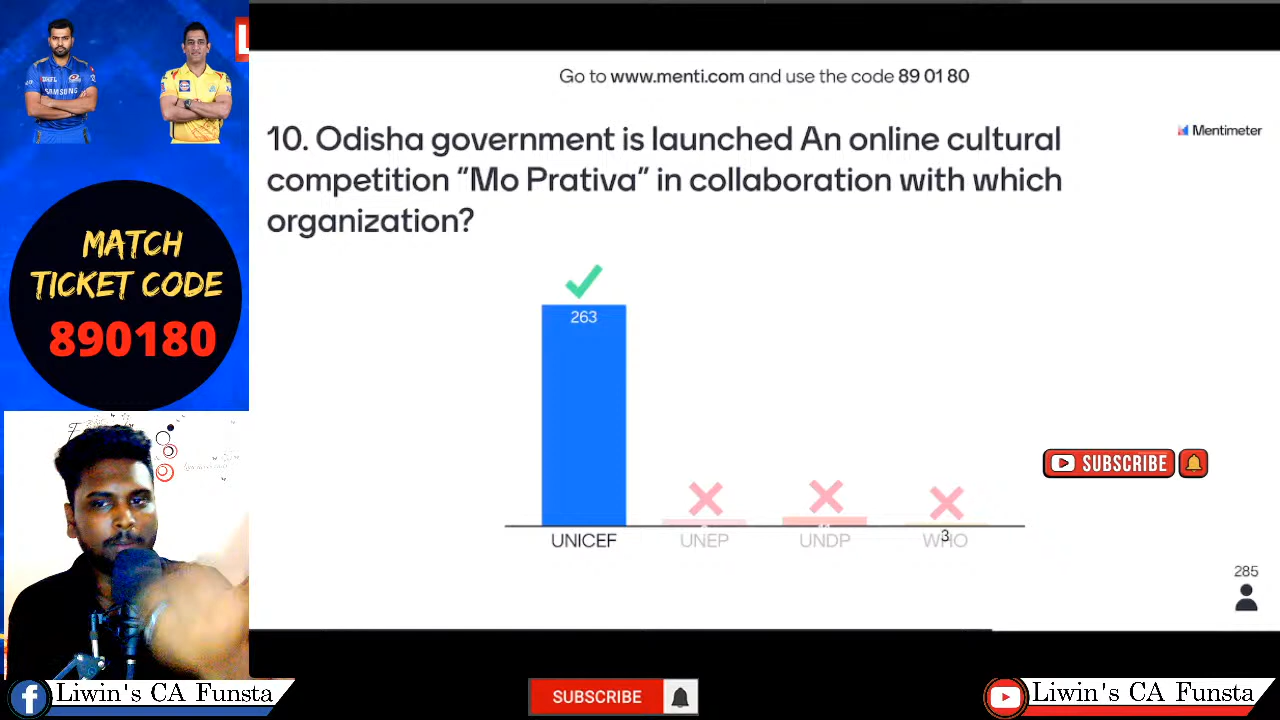 Go to www.menti.com and use the code 89 01 80
10. Odisha government is launched An online cultural
competition “Mo Prativa” in collaboration with which
organization?
Mentimeter
SAMSUNG
MATCH
TICKET CODE
890180
263
3
UNICEF
UNEP
UNDP
WHO
SUBSCRIBE
285
Liwin's CA Funsta
SUBSCRIBE
Liwin's CA Funsta